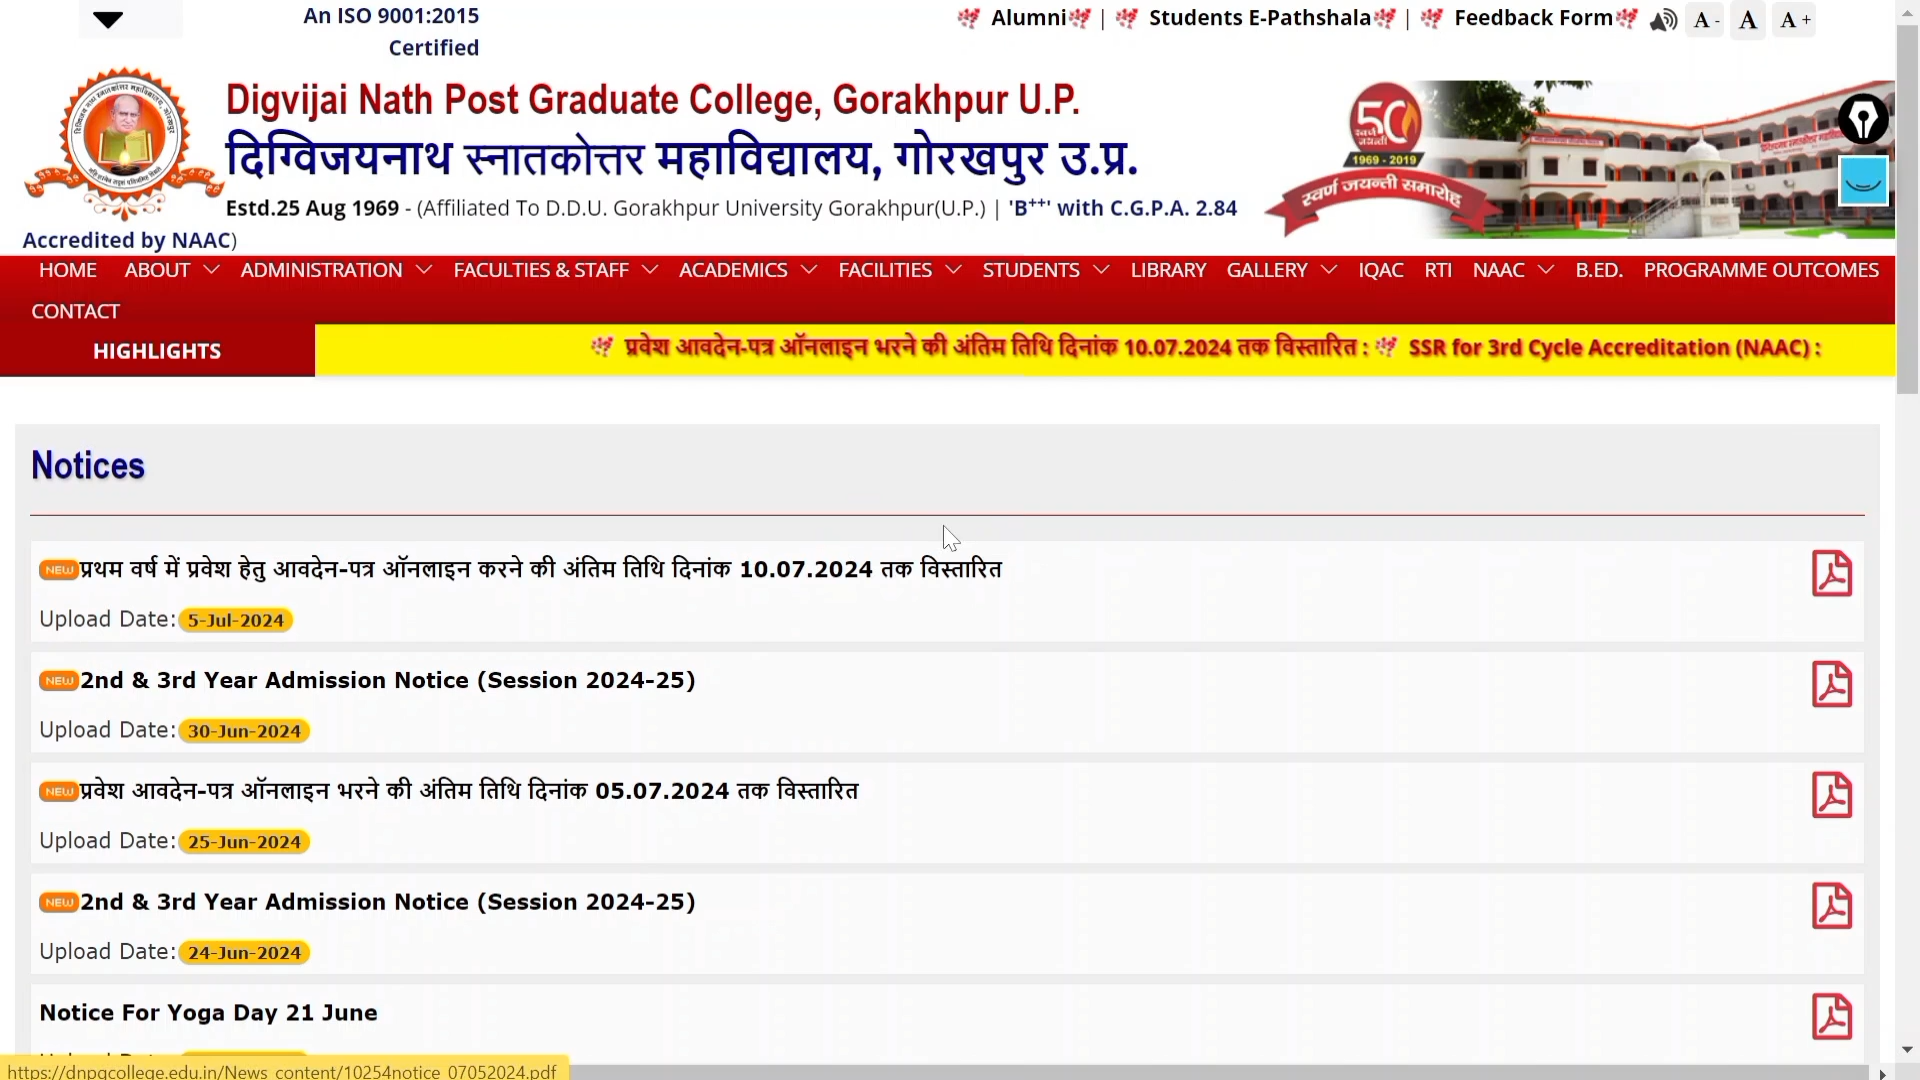 An ISO 9001:2015
Certified
Alumni | Students E-Pathshala | Feedback Form A - A A +
Digvijai Nath Post Graduate College, Gorakhpur U.P.
दिग्विजयनाथ स्नातकोत्तर महाविद्यालय, गोरखपुर उ.प्र.
Estd.25 Aug 1969 - (Affiliated To D.D.U. Gorakhpur University Gorakhpur(U.P.) | 'B++' with C.G.P.A. 2.84
Accredited by NAAC)
50
स्वर्ण जयन्ती
1969 - 2019
स्वर्ण जयन्ती समारोह
HOME ABOUT ADMINISTRATION FACULTIES & STAFF ACADEMICS FACILITIES STUDENTS LIBRARY GALLERY IQAC RTI NAAC B.ED. PROGRAMME OUTCOMES
CONTACT
HIGHLIGHTS
प्रवेश आवदेन-पत्र ऑनलाइन भरने की अंतिम तिथि दिनांक 10.07.2024 तक विस्तारित : SSR for 3rd Cycle Accreditation (NAAC) :
Notices
NEW प्रथम वर्ष में प्रवेश हेतु आवदेन-पत्र ऑनलाइन करने की अंतिम तिथि दिनांक 10.07.2024 तक विस्तारित
Upload Date: 5-Jul-2024
NEW 2nd & 3rd Year Admission Notice (Session 2024-25)
Upload Date: 30-Jun-2024
NEW प्रवेश आवदेन-पत्र ऑनलाइन भरने की अंतिम तिथि दिनांक 05.07.2024 तक विस्तारित
Upload Date: 25-Jun-2024
NEW 2nd & 3rd Year Admission Notice (Session 2024-25)
Upload Date: 24-Jun-2024
Notice For Yoga Day 21 June
https://dnpgcollege.edu.in/News_content/10254notice_07052024.pdf